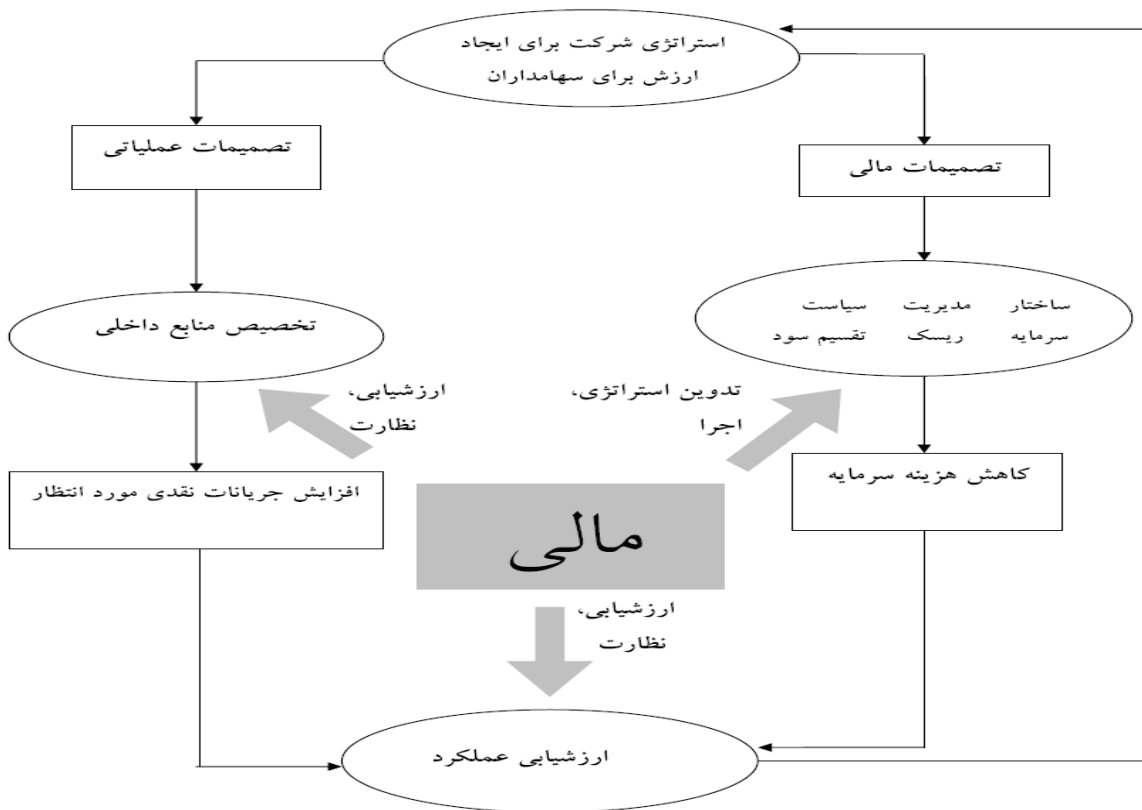 استراتژی شرکت برای ایجاد
ارزش برای سهامداران
تصمیمات مالی
تصمیمات عملیاتی
ساختار مدیریت سیاست
سرمایه ریسک تقسیم سود
تخصیص منابع داخلی
تدوین استراتژی،
اجرا
ارزشیابی،
نظارت
کاهش هزینه سرمایه
افزایش جریانات نقدی مورد انتظار
مالی
ارزشیابی،
نظارت
ارزشیابی عملکرد